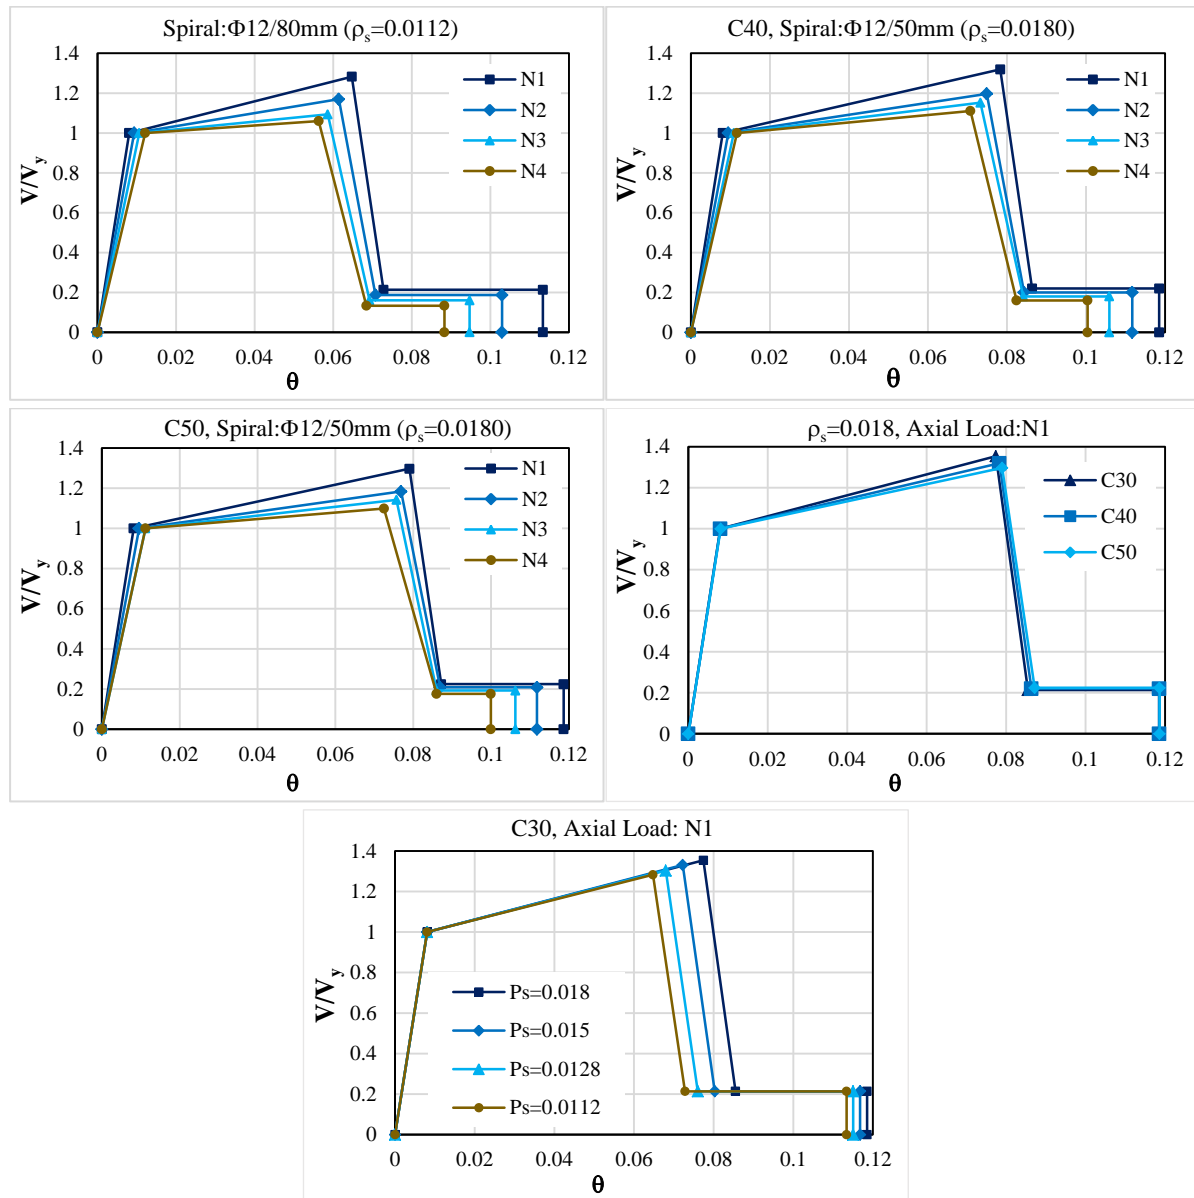 Spiral:Φ12/80mm (ρs=0.0112)
1.4
1.2
1
0.8
0.6
0.4
0.2
0
V/Vy
N1
N2
N3
N4
0 0.02 0.04 0.06 0.08 0.1 0.12
θ
C40, Spiral:Φ12/50mm (ρs=0.0180)
1.4
1.2
1
0.8
0.6
0.4
0.2
0
V/Vy
N1
N2
N3
N4
0 0.02 0.04 0.06 0.08 0.1 0.12
θ
C50, Spiral:Φ12/50mm (ρs=0.0180)
1.4
1.2
1
0.8
0.6
0.4
0.2
0
V/Vy
N1
N2
N3
N4
0 0.02 0.04 0.06 0.08 0.1 0.12
θ
ρs=0.018, Axial Load:N1
1.4
1.2
1
0.8
0.6
0.4
0.2
0
V/Vy
C30
C40
C50
0 0.02 0.04 0.06 0.08 0.1 0.12
θ
C30, Axial Load: N1
1.4
1.2
1
0.8
0.6
0.4
0.2
0
V/Vy
Ps=0.018
Ps=0.015
Ps=0.0128
Ps=0.0112
0 0.02 0.04 0.06 0.08 0.1 0.12
θ